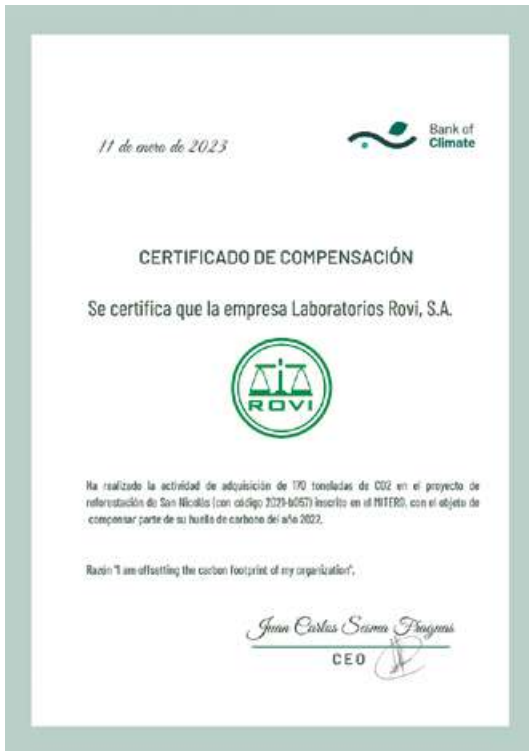 11 de enero de 2023
Bank of
Climate
CERTIFICADO DE COMPENSACIÓN
Se certifica que la empresa Laboratorios Rovi, S.A.
ROVI
Ha realizado la actividad de adquisición de 170 toneladas de CO2 en el proyecto de
reforestación de San Nicolás (con código 2021-b057) inscrito en el MITERD, con el objeto de
compensar parte de su huella de carbono del año 2022.
Razón "I am offsetting the carbon footprint of my organization".
Juan Carlos Sesma Fraguas
CEO